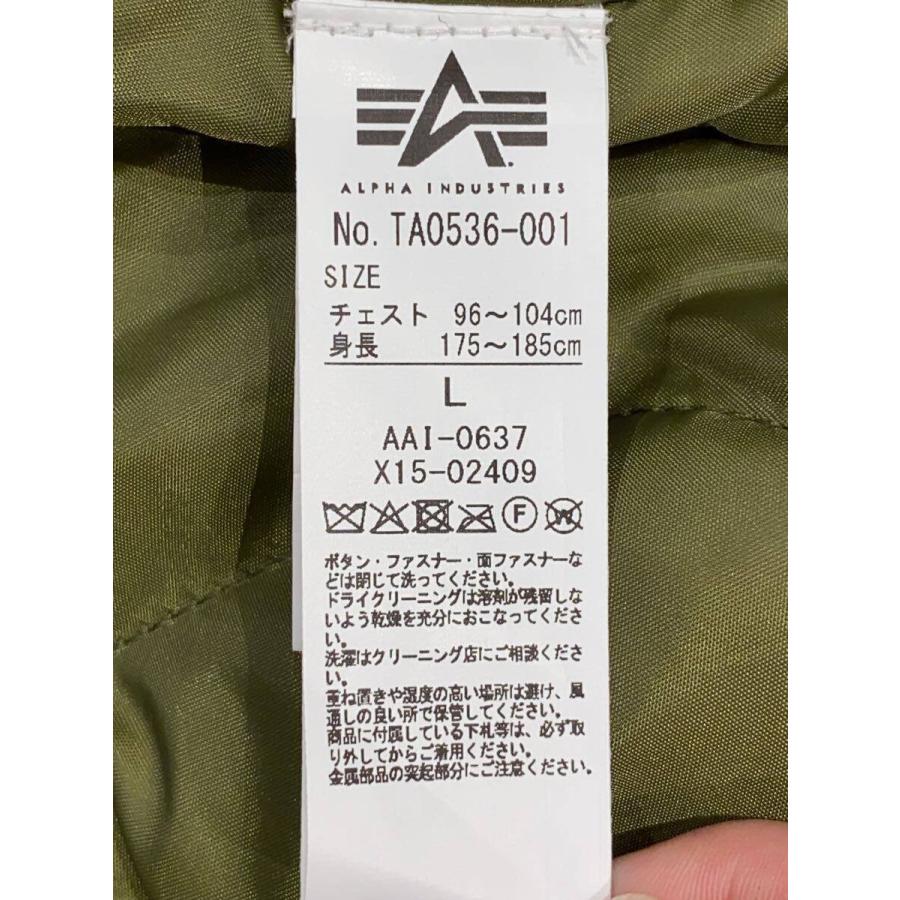 ALPHA INDUSTRIES
No. TA0536-001
SIZE
チェスト 96〜104cm
身長 175〜185cm
L
AAI-0637
X15-02409
F W
ボタン・ファスナー・面ファスナーな
どは閉じて洗ってください。
ドライクリーニングは溶剤が残留しな
いよう乾燥を充分におこなってくださ
い。
洗濯はクリーニング店にご相談くださ
い。
重ね置きや湿度の高い場所は避け、風
通しの良い所で保管してください。
商品に付属している下札等は、必ず取
り外してからご着用ください。
金属部品の突起部分にご注意ください。